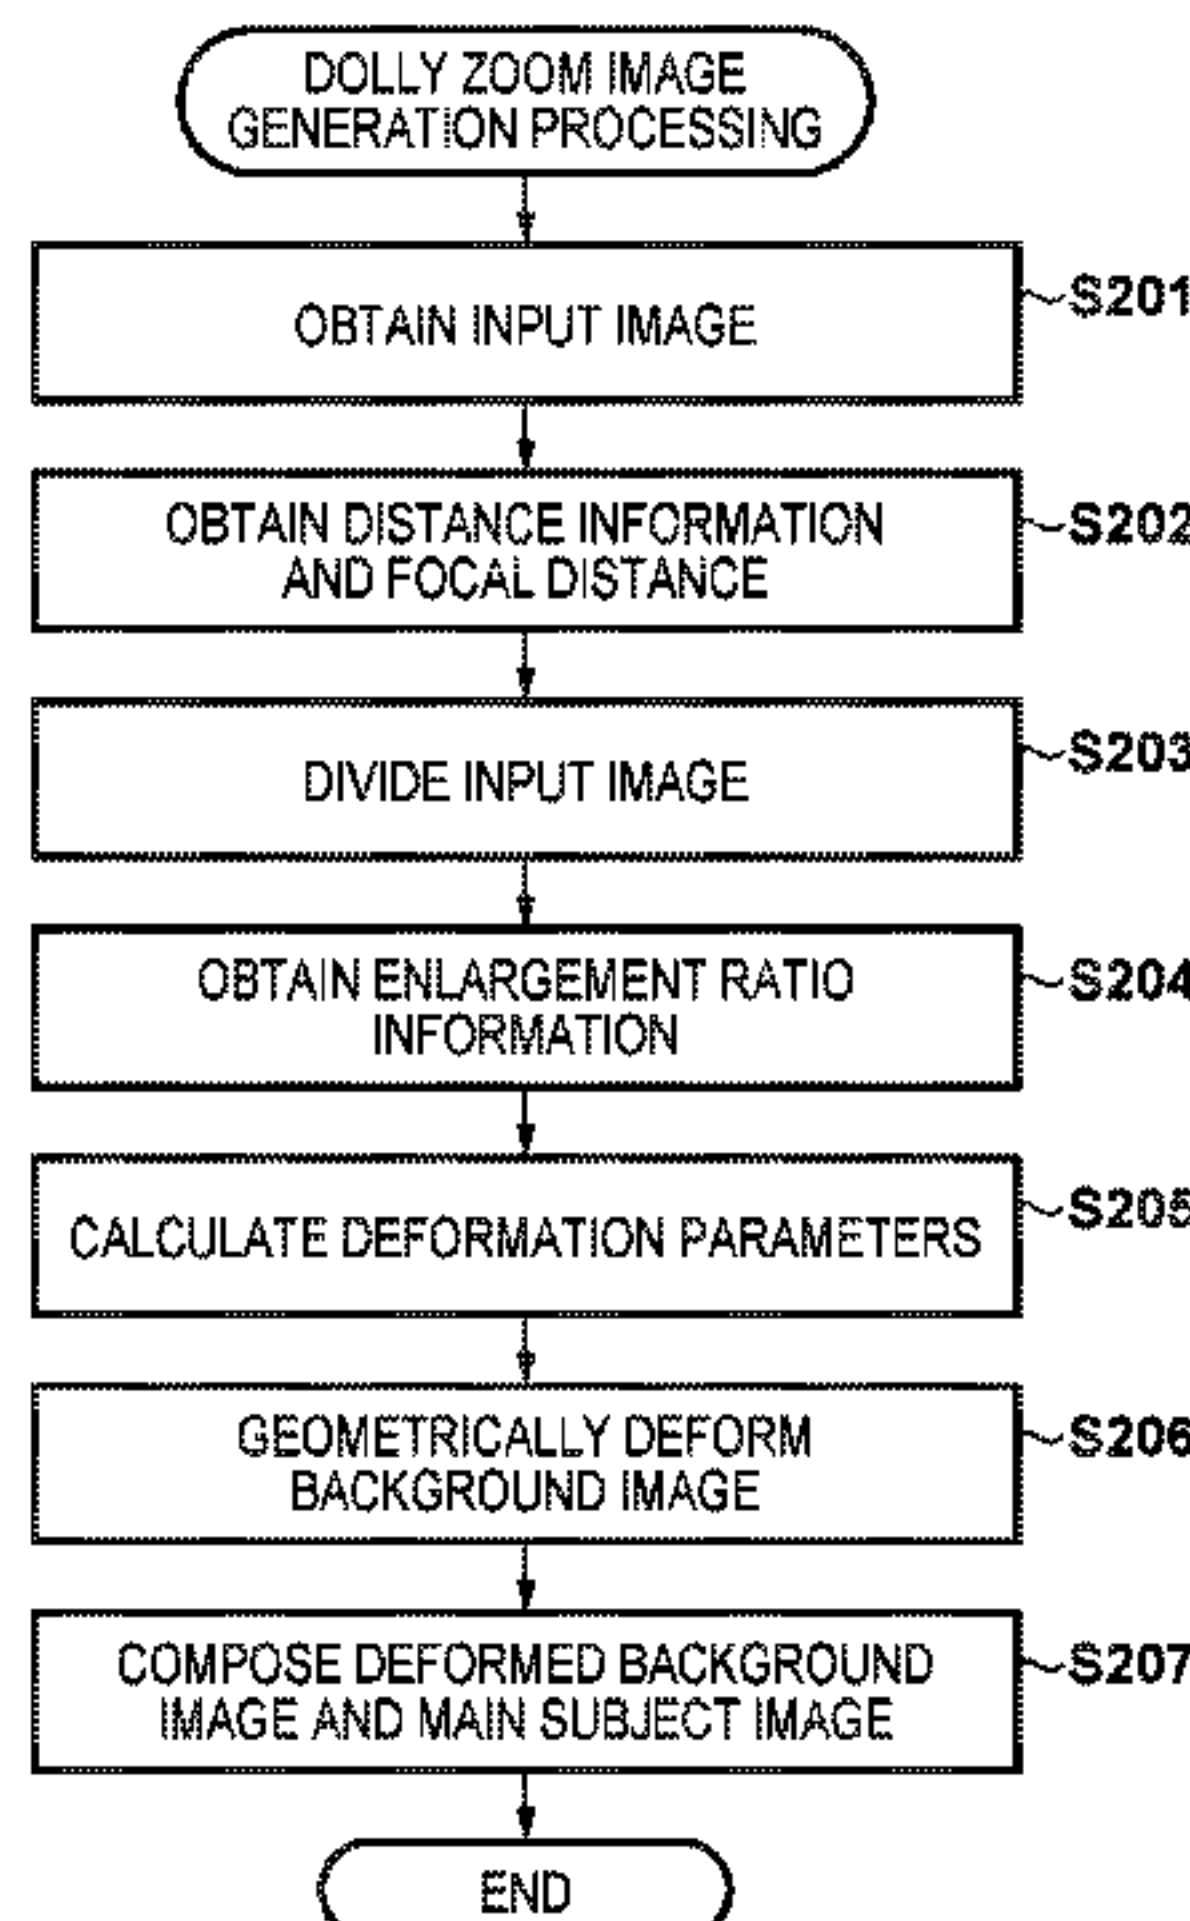 DOLLY ZOOM IMAGE
GENERATION PROCESSING
OBTAIN INPUT IMAGE
S201
OBTAIN DISTANCE INFORMATION
AND FOCAL DISTANCE
S202
DIVIDE INPUT IMAGE
S203
OBTAIN ENLARGEMENT RATIO
INFORMATION
S204
CALCULATE DEFORMATION PARAMETERS
S205
GEOMETRICALLY DEFORM
BACKGROUND IMAGE
S206
COMPOSE DEFORMED BACKGROUND
IMAGE AND MAIN SUBJECT IMAGE
S207
END